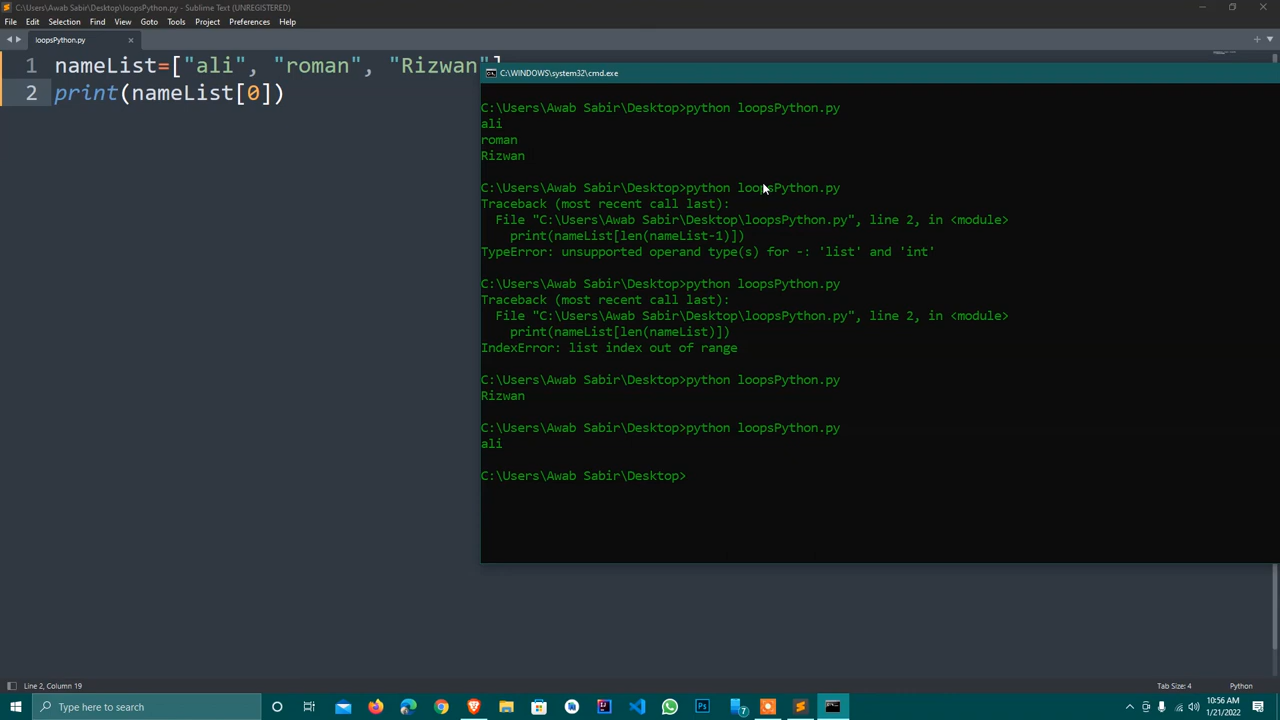 C:\Users\Awab Sabir\Desktop\loopsPython.py - Sublime Text (UNREGISTERED)
File Edit Selection Find View Goto Tools Project Preferences Help
loopsPython.py
1 nameList=["ali", "roman", "Rizwan"]
2 print(nameList[0])
C:\WINDOWS\system32\cmd.exe
C:\Users\Awab Sabir\Desktop>python loopsPython.py
ali
roman
Rizwan
C:\Users\Awab Sabir\Desktop>python loopsPython.py
Traceback (most recent call last):
File "C:\Users\Awab Sabir\Desktop\loopsPython.py", line 2, in <module>
print(nameList[len(nameList-1)])
TypeError: unsupported operand type(s) for -: 'list' and 'int'
C:\Users\Awab Sabir\Desktop>python loopsPython.py
Traceback (most recent call last):
File "C:\Users\Awab Sabir\Desktop\loopsPython.py", line 2, in <module>
print(nameList[len(nameList)])
IndexError: list index out of range
C:\Users\Awab Sabir\Desktop>python loopsPython.py
Rizwan
C:\Users\Awab Sabir\Desktop>python loopsPython.py
ali
C:\Users\Awab Sabir\Desktop>
Line 2, Column 19
Tab Size: 4
Python
Type here to search
10:56 AM
1/21/2022